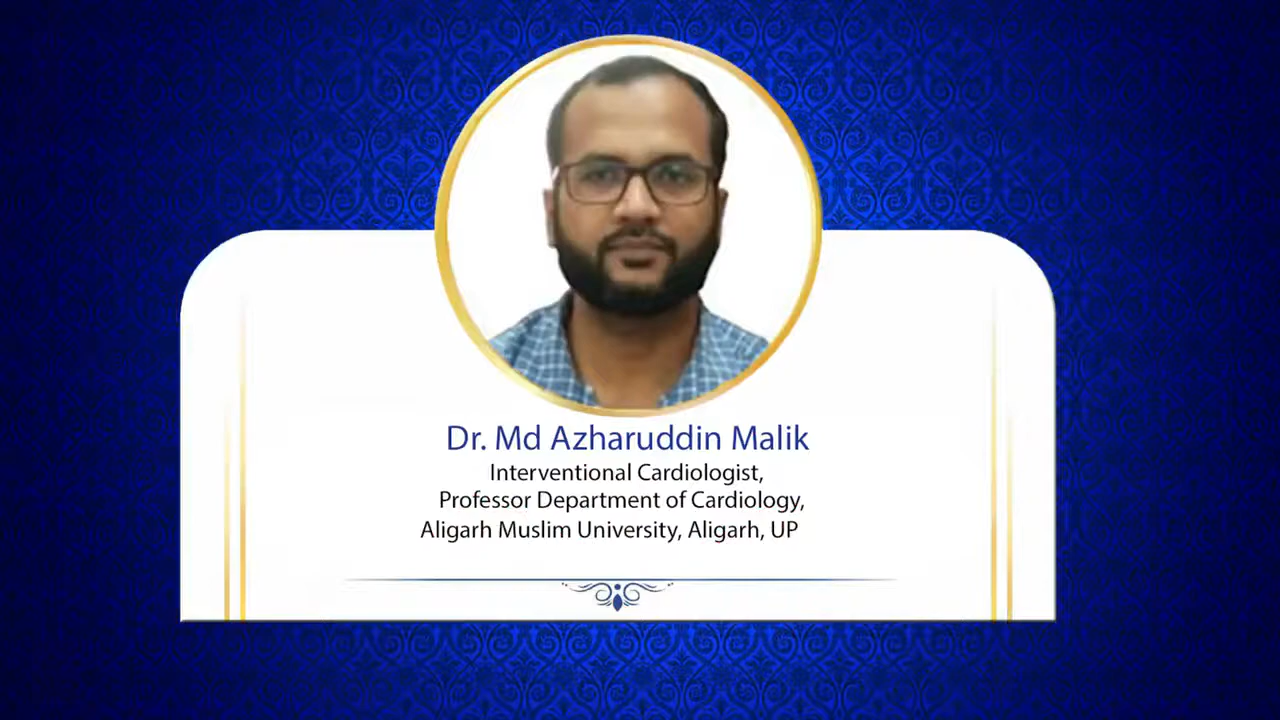 Dr. Md Azharuddin Malik
Interventional Cardiologist,
Professor Department of Cardiology,
Aligarh Muslim University, Aligarh, UP